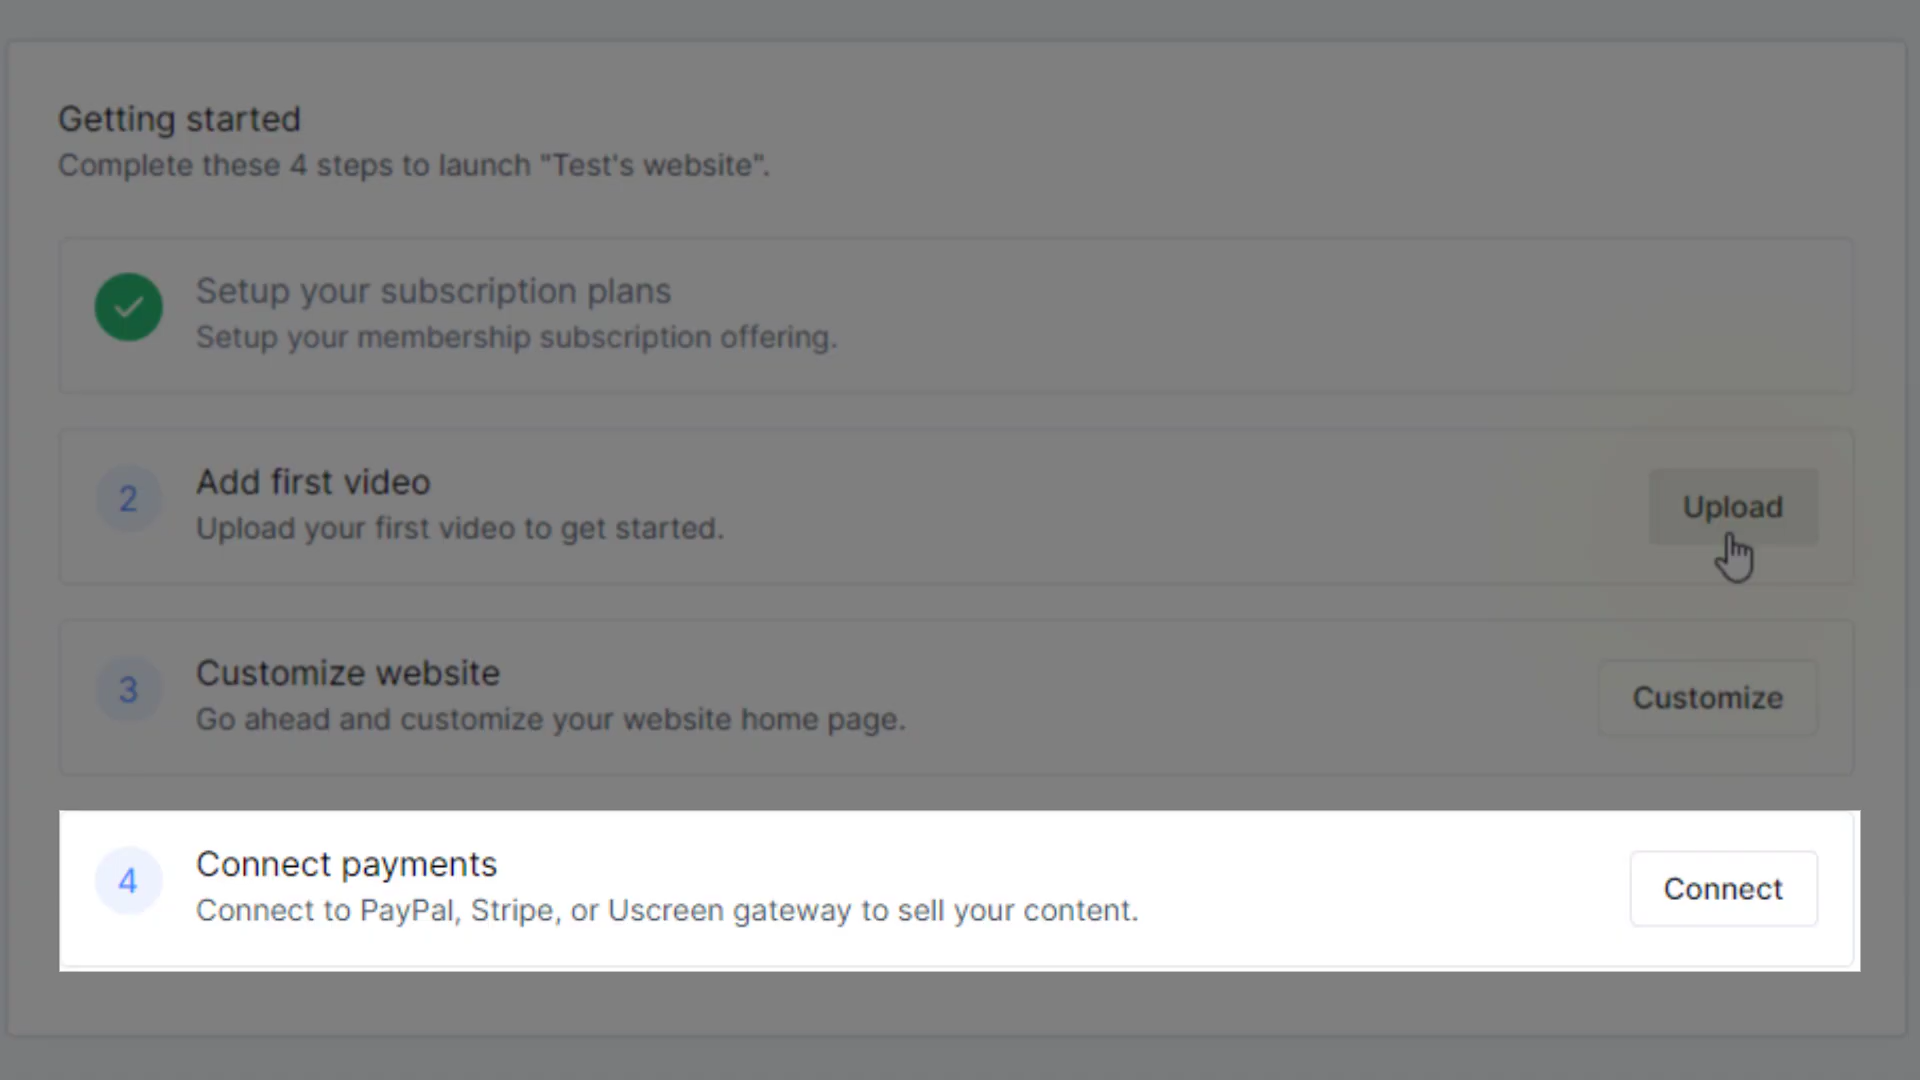 Getting started
Complete these 4 steps to launch "Test's website".
Setup your subscription plans
Setup your membership subscription offering.
2
Add first video
Upload your first video to get started.
Upload
3
Customize website
Go ahead and customize your website home page.
Customize
4
Connect payments
Connect to PayPal, Stripe, or Uscreen gateway to sell your content.
Connect